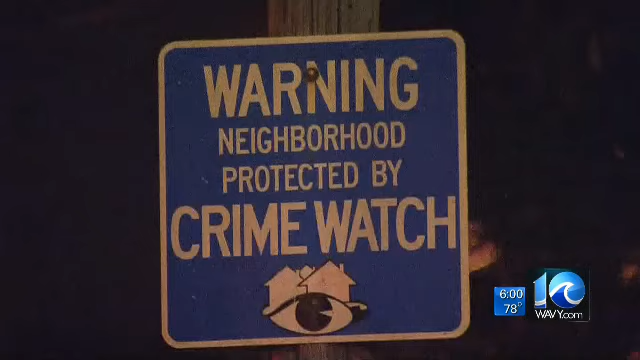 WARNING
NEIGHBORHOOD
PROTECTED BY
CRIME WATCH
6:00
78°
10
WAVY.com